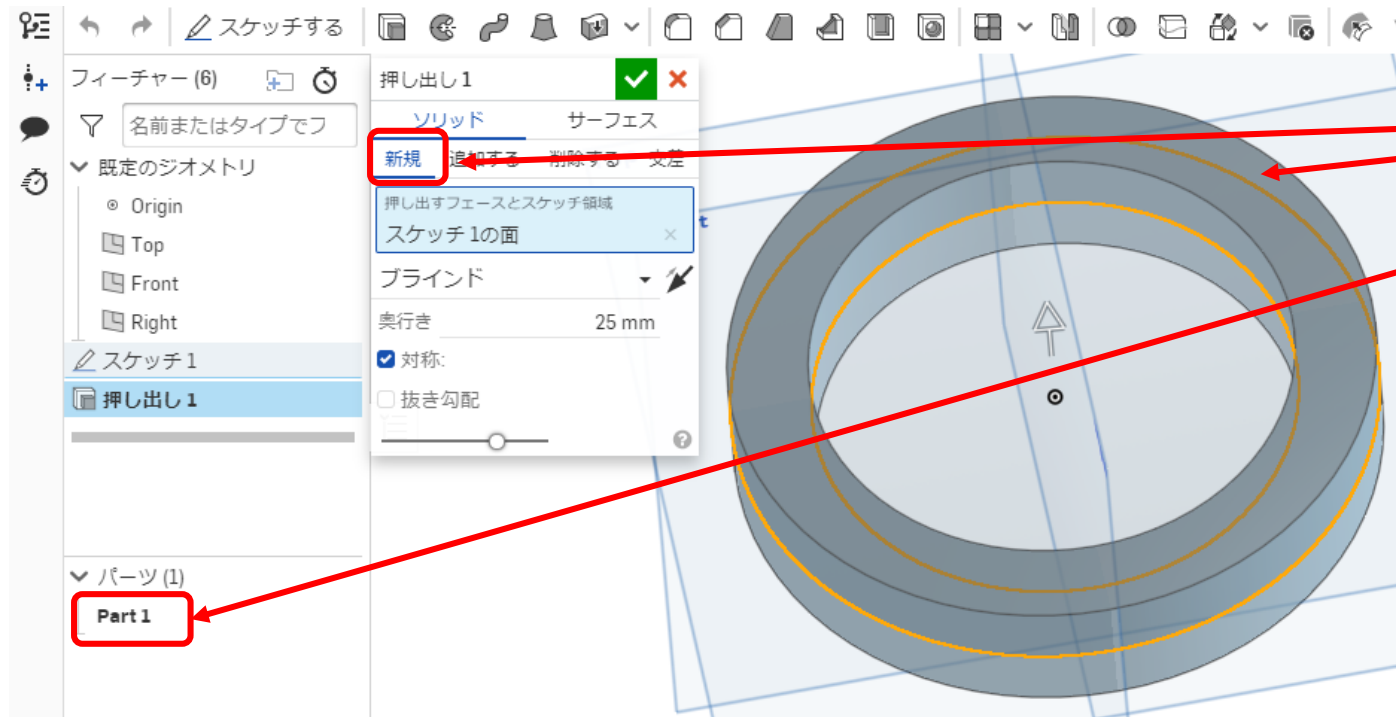 スケッチする
フィーチャー (6)
名前またはタイプでフ
既定のジオメトリ
Origin
Top
Front
Right
スケッチ 1
押し出し 1
パーツ (1)
Part 1
押し出し 1
ソリッド サーフェス
新規 追加する 削除する 交差
押し出すフェースとスケッチ領域
スケッチ 1の面
ブラインド
奥行き 25 mm
対称:
抜き勾配
t